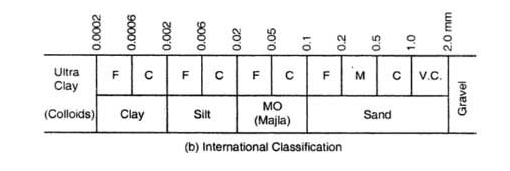 0.0002 0.0006 0.002 0.006 0.02 0.05 0.1 0.2 0.5 1.0 2.0 mm
Ultra Clay F C F C F C F M C V.C. Gravel
(Colloids) Clay Silt MO (Majla) Sand
(b) International Classification